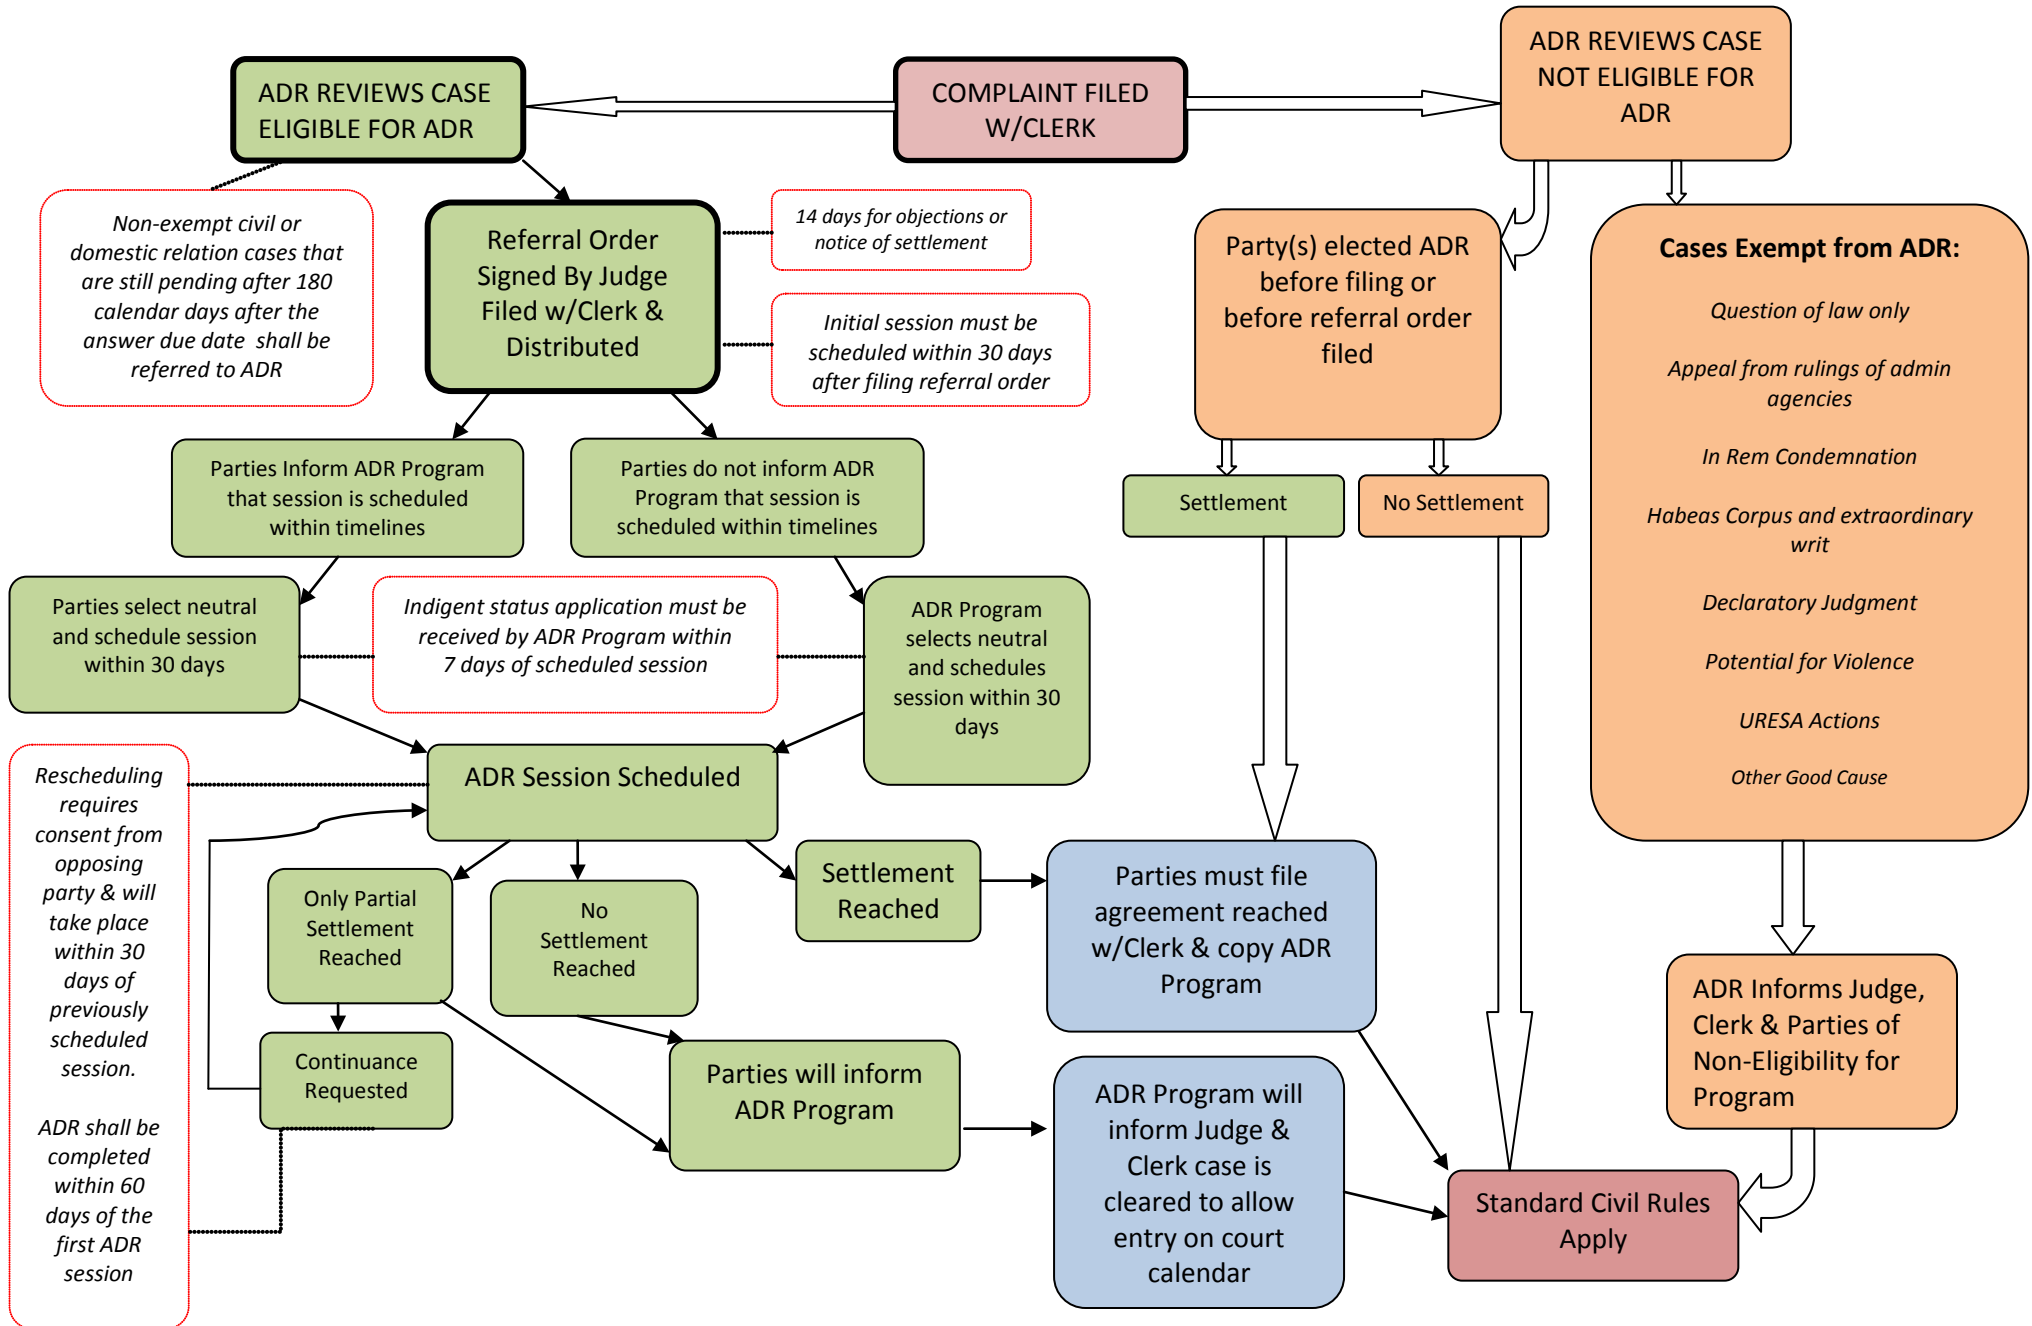 ADR REVIEWS CASE
ELIGIBLE FOR ADR
COMPLAINT FILED
W/CLERK
ADR REVIEWS CASE
NOT ELIGIBLE FOR
ADR
Non-exempt civil or
domestic relation cases that
are still pending after 180
calendar days after the
answer due date shall be
referred to ADR
Referral Order
Signed By Judge
Filed w/Clerk &
Distributed
14 days for objections or
notice of settlement
Initial session must be
scheduled within 30 days
after filing referral order
Party(s) elected ADR
before filing or
before referral order
filed
Cases Exempt from ADR:
Question of law only
Appeal from rulings of admin
agencies
In Rem Condemnation
Habeas Corpus and extraordinary
writ
Declaratory Judgment
Potential for Violence
URESA Actions
Other Good Cause
Parties Inform ADR Program
that session is scheduled
within timelines
Parties do not inform ADR
Program that session is
scheduled within timelines
Settlement
No Settlement
Parties select neutral
and schedule session
within 30 days
Indigent status application must be
received by ADR Program within
7 days of scheduled session
ADR Program
selects neutral
and schedules
session within 30
days
Rescheduling
requires
consent from
opposing
party & will
take place
within 30
days of
previously
scheduled
session.
ADR shall be
completed
within 60
days of the
first ADR
session
ADR Session Scheduled
Only Partial
Settlement
Reached
No
Settlement
Reached
Settlement
Reached
Parties must file
agreement reached
w/Clerk & copy ADR
Program
Continuance
Requested
Parties will inform
ADR Program
ADR Program will
inform Judge &
Clerk case is
cleared to allow
entry on court
calendar
ADR Informs Judge,
Clerk & Parties of
Non-Eligibility for
Program
Standard Civil Rules
Apply